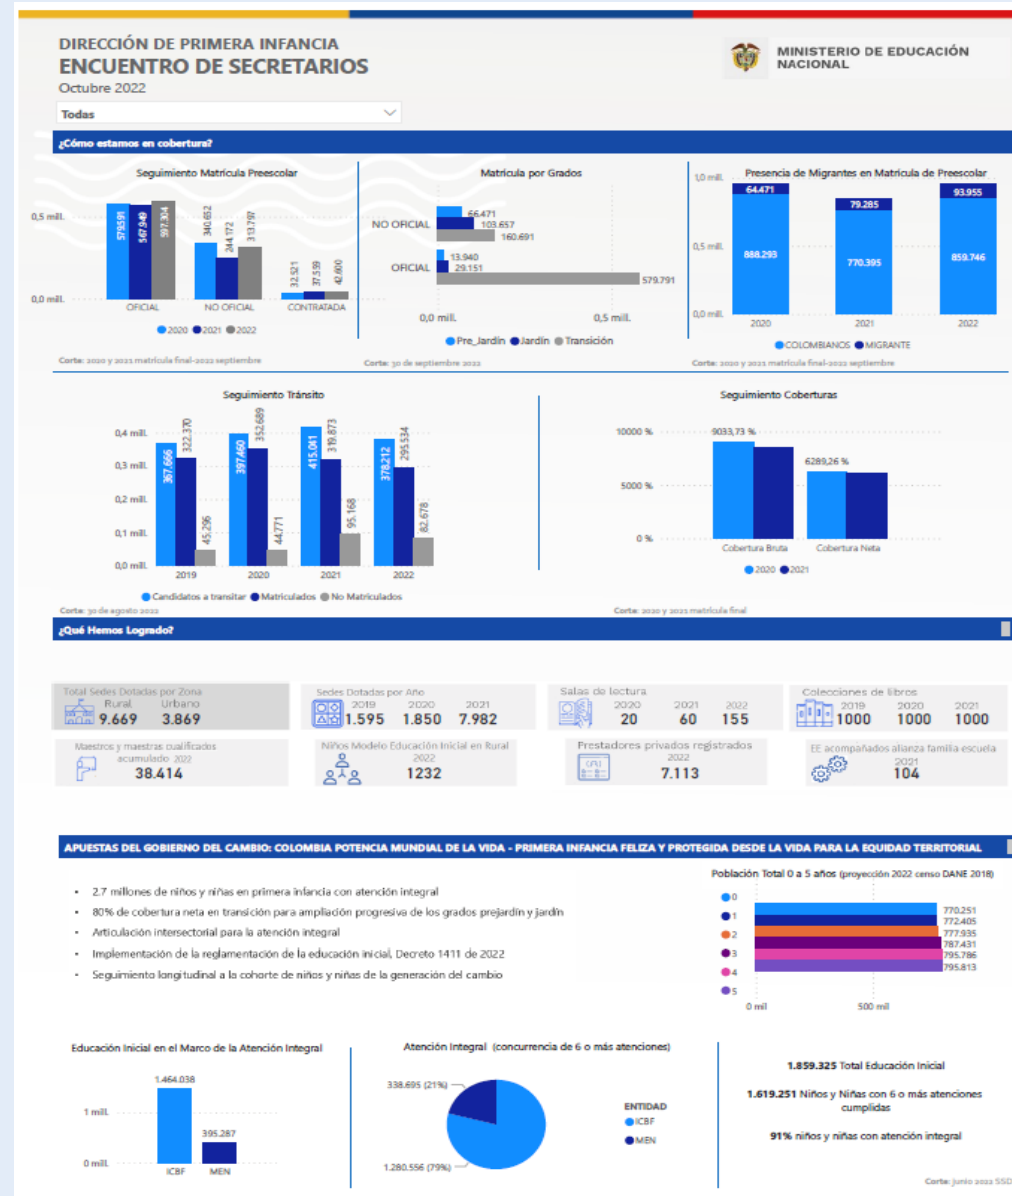 DIRECCIÓN DE PRIMERA INFANCIA
ENCUENTRO DE SECRETARIOS
Octubre 2022
MINISTERIO DE EDUCACIÓN
NACIONAL
Todas
¿Cómo estamos en cobertura?
Seguimiento Matrícula Preescolar
0,5 mill.
0,0 mill.
579.591
567.949
597.304
340.652
244.172
313.797
32.521
37.559
42.600
OFICIAL
NO OFICIAL
CONTRATADA
2020 2021 2022
Corte: 2020 y 2021 matrícula final-2022 septiembre
Matrícula por Grados
NO OFICIAL
66.471
103.657
160.691
OFICIAL
13.940
29.151
579.791
0,0 mill.
0,5 mill.
Pre_Jardín Jardín Transición
Corte: 30 de septiembre 2022
Presencia de Migrantes en Matrícula de Preescolar
1,0 mill.
0,5 mill.
0,0 mill.
64.471
79.285
93.955
888.293
770.395
859.746
2020
2021
2022
COLOMBIANOS MIGRANTE
Corte: 2020 y 2021 matrícula final-2022 septiembre
Seguimiento Tránsito
0,4 mill.
0,3 mill.
0,2 mill.
0,1 mill.
0,0 mill.
367.666
322.370
45.296
397.460
352.689
44.771
415.041
319.873
95.168
378.212
295.534
82.678
2019
2020
2021
2022
Candidatos a transitar Matriculados No Matriculados
Corte: 30 de agosto 2022
Seguimiento Coberturas
10000 %
5000 %
0 %
9033,73 %
6289,26 %
Cobertura Bruta
Cobertura Neta
2020 2021
Corte: 2020 y 2021 matrícula final
¿Qué Hemos Logrado?
Total Sedes Dotadas por Zona
Rural Urbano
9.669 3.869
Sedes Dotadas por Año
2019 2020 2021
1.595 1.850 7.982
Salas de lectura
2020 2021 2022
20 60 155
Colecciones de libros
2019 2020 2021
1000 1000 1000
Maestros y maestras cualificados
acumulado 2022
38.414
Niños Modelo Educación Inicial en Rural
2022
1232
Prestadores privados registrados
2022
7.113
EE acompañados alianza familia escuela
2021
104
APUESTAS DEL GOBIERNO DEL CAMBIO: COLOMBIA POTENCIA MUNDIAL DE LA VIDA - PRIMERA INFANCIA FELIZ Y PROTEGIDA DESDE LA VIDA PARA LA EQUIDAD TERRITORIAL
• 2.7 millones de niños y niñas en primera infancia con atención integral
• 80% de cobertura neta en transición para ampliación progresiva de los grados prejardín y jardín
• Articulación intersectorial para la atención integral
• Implementación de la reglamentación de la educación inicial, Decreto 1411 de 2022
• Seguimiento longitudinal a la cohorte de niños y niñas de la generación del cambio
Población Total 0 a 5 años (proyección 2022 censo DANE 2018)
0
1
2
3
4
5
770.251
772.405
777.935
787.431
795.786
795.813
0 mil
500 mil
Educación Inicial en el Marco de la Atención Integral
1 mill.
0 mill.
1.464.038
395.287
ICBF
MEN
Atención Integral (concurrencia de 6 o más atenciones)
338.695 (21%)
1.280.556 (79%)
ENTIDAD
ICBF
MEN
1.859.325 Total Educación Inicial
1.619.251 Niños y Niñas con 6 o más atenciones
cumplidas
91% niños y niñas con atención integral
Corte: junio 2022 SSD